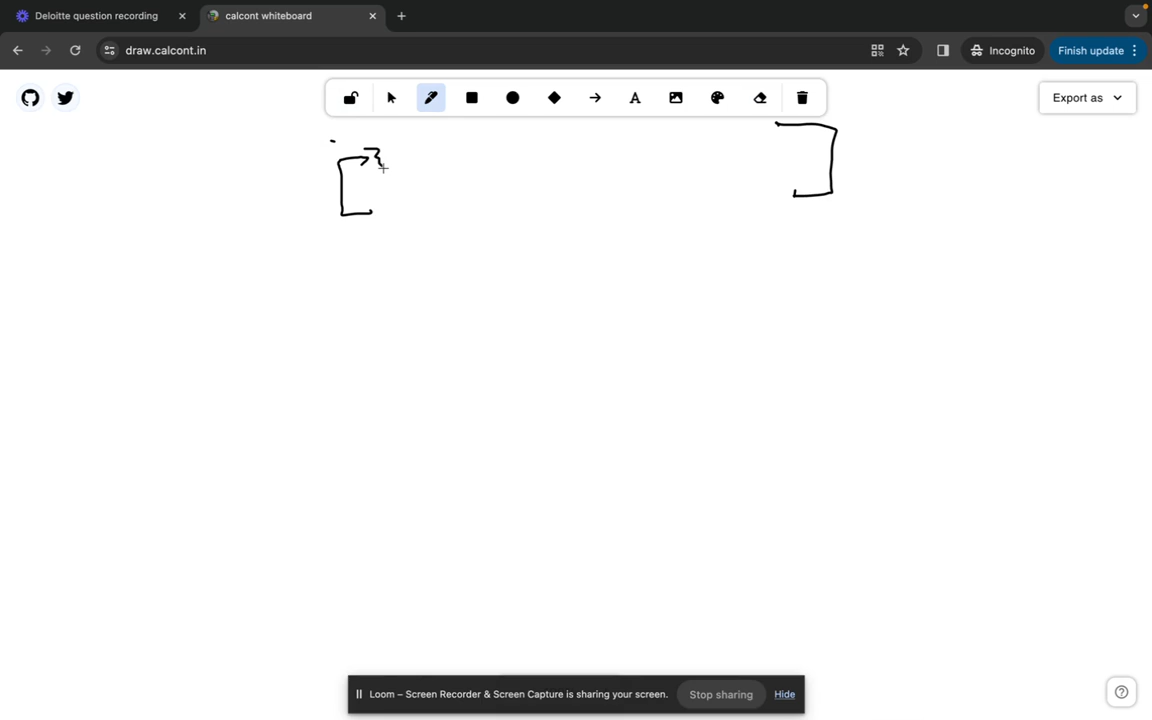 Deloitte question recording
calcont whiteboard
draw.calcont.in
Incognito
Finish update
A
Export as
[ 3 ]
Loom – Screen Recorder & Screen Capture is sharing your screen.
Stop sharing
Hide